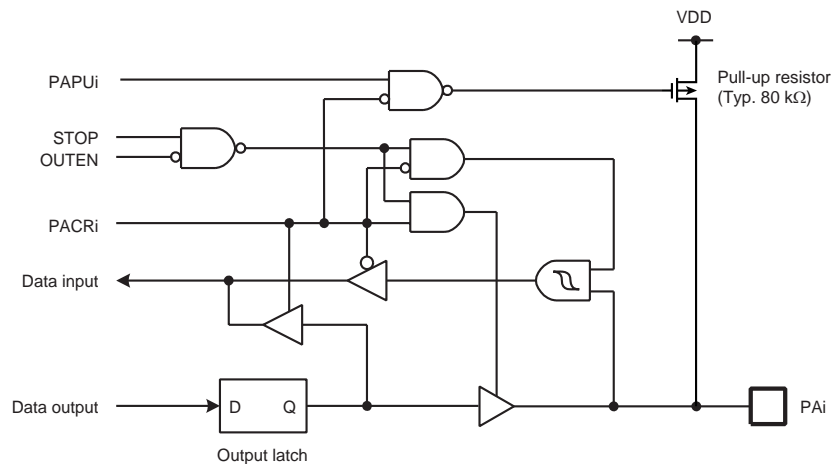 VDD
PAPUi
Pull-up resistor
(Typ. 80 kΩ)
STOP
OUTEN
PACRi
Data input
Data output
D
Q
PAi
Output latch